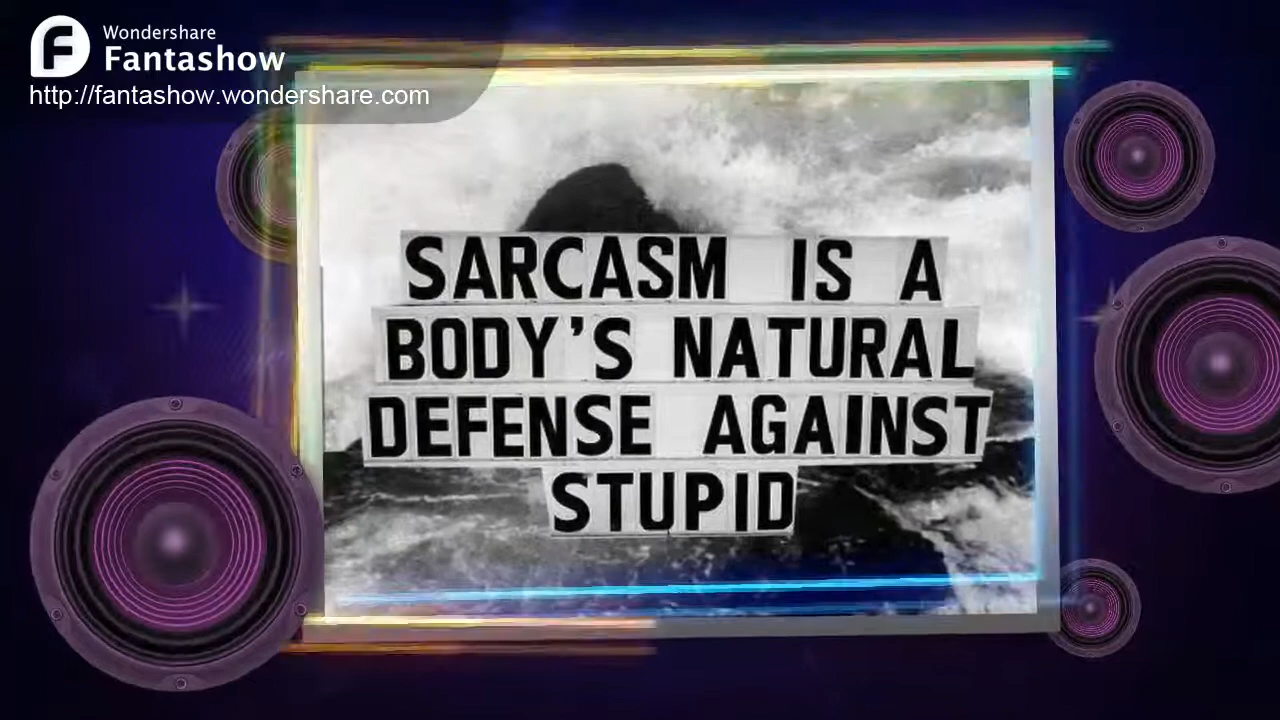 Wondershare
Fantashow
http://fantashow.wondershare.com
SARCASM IS A
BODY'S NATURAL
DEFENSE AGAINST
STUPID